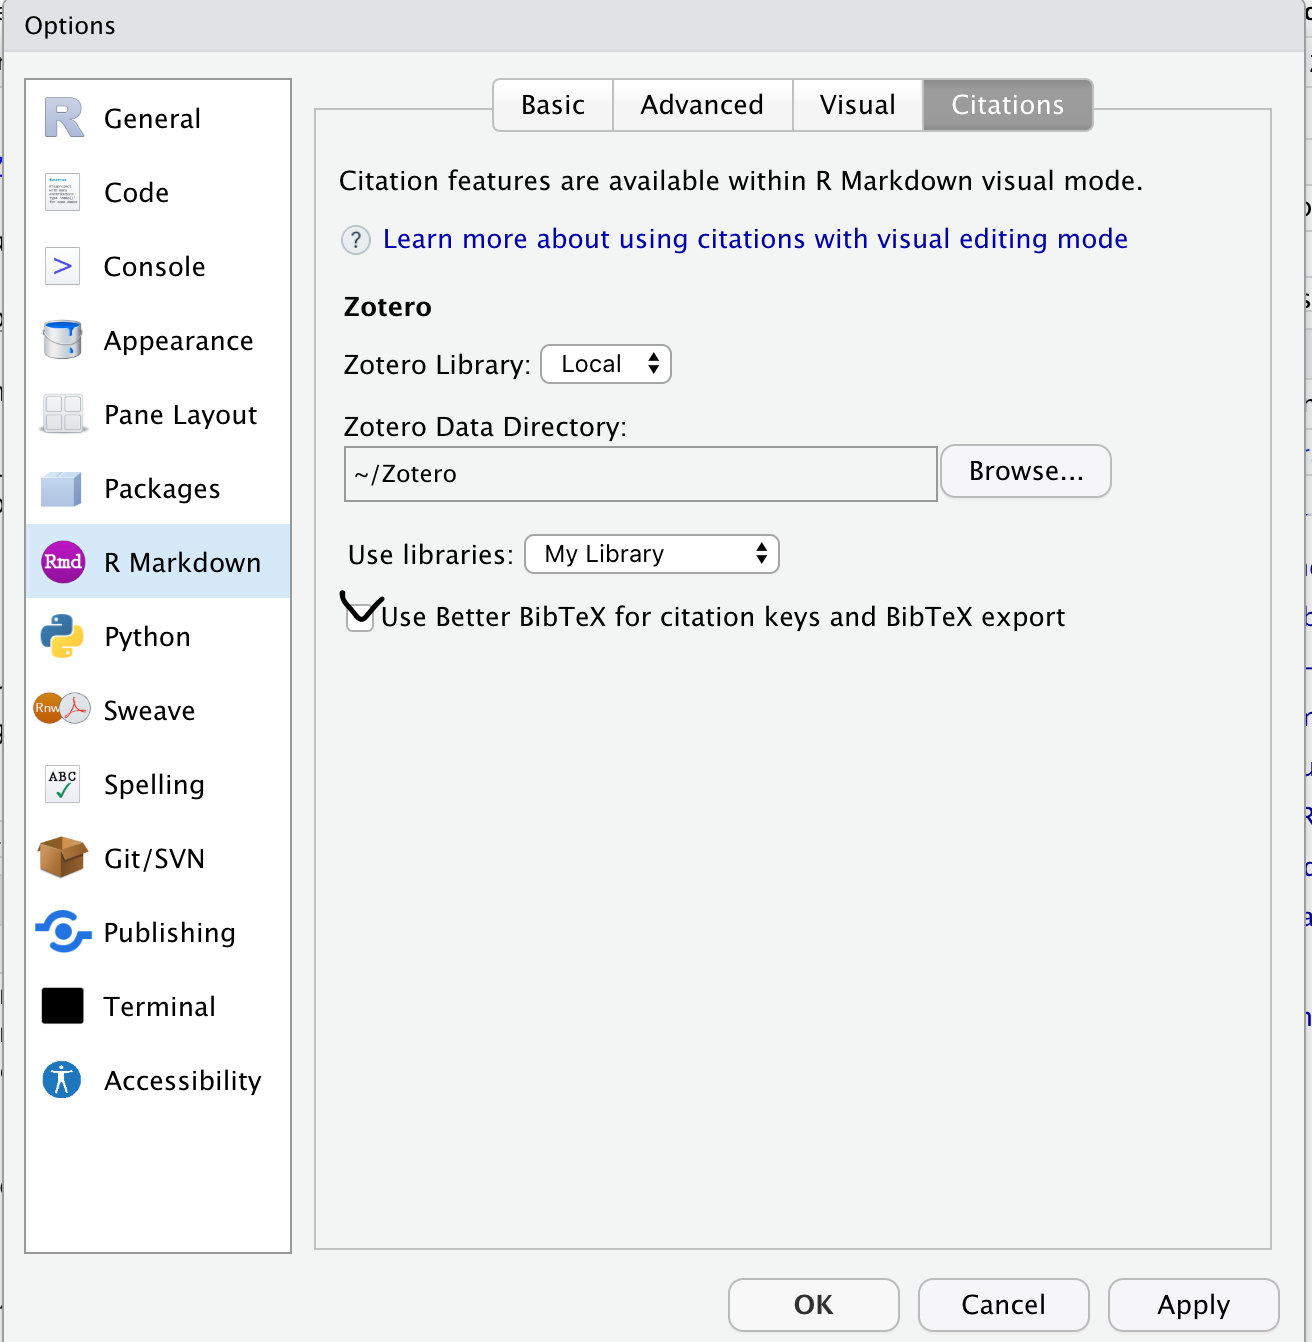 Options
General
Code
Console
Appearance
Pane Layout
Packages
Rmd R Markdown
Python
Rnw Sweave
ABC Spelling
Git/SVN
Publishing
Terminal
Accessibility
Basic Advanced Visual Citations
Citation features are available within R Markdown visual mode.
? Learn more about using citations with visual editing mode
Zotero
Zotero Library: Local
Zotero Data Directory:
~/Zotero Browse...
Use libraries: My Library
Use Better BibTeX for citation keys and BibTeX export
OK Cancel Apply